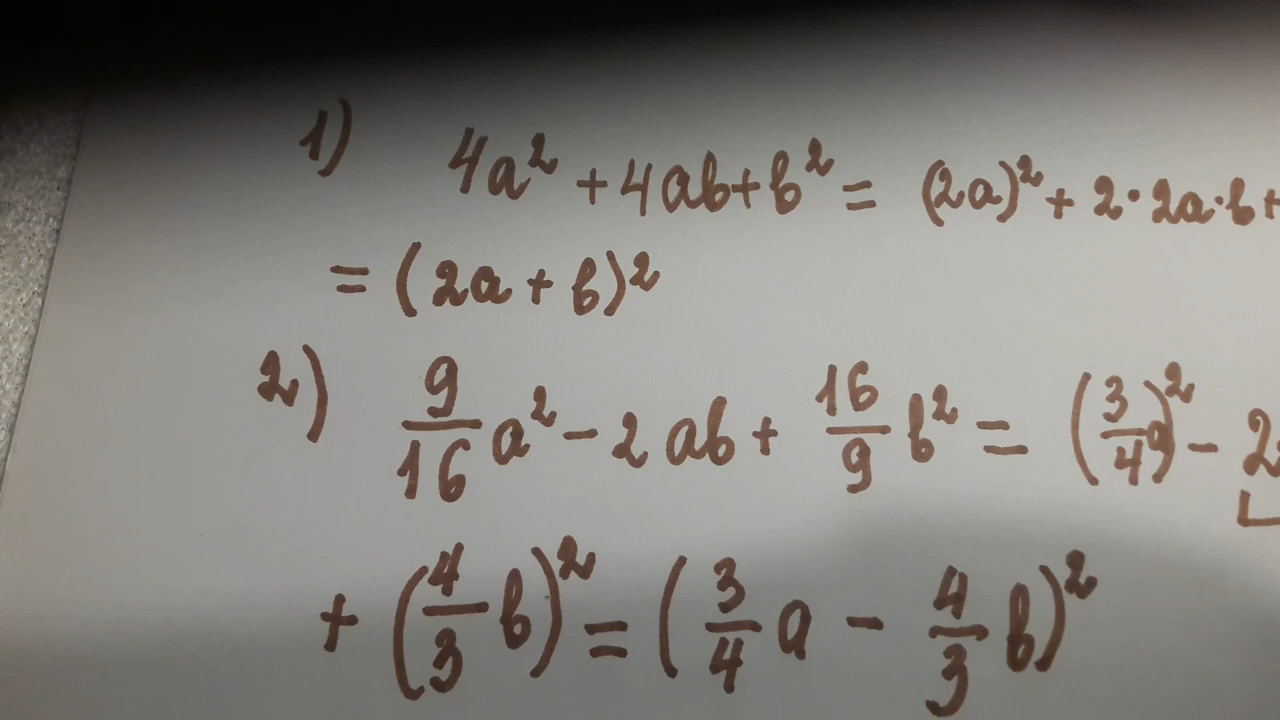 1) 4a² + 4ab + b² = (2a)² + 2·2a·b +
= (2a + b)²
2) 9/16 a² - 2ab + 16/9 b² = (3/4 a)² - 2
+ (4/3 b)² = (3/4 a - 4/3 b)²